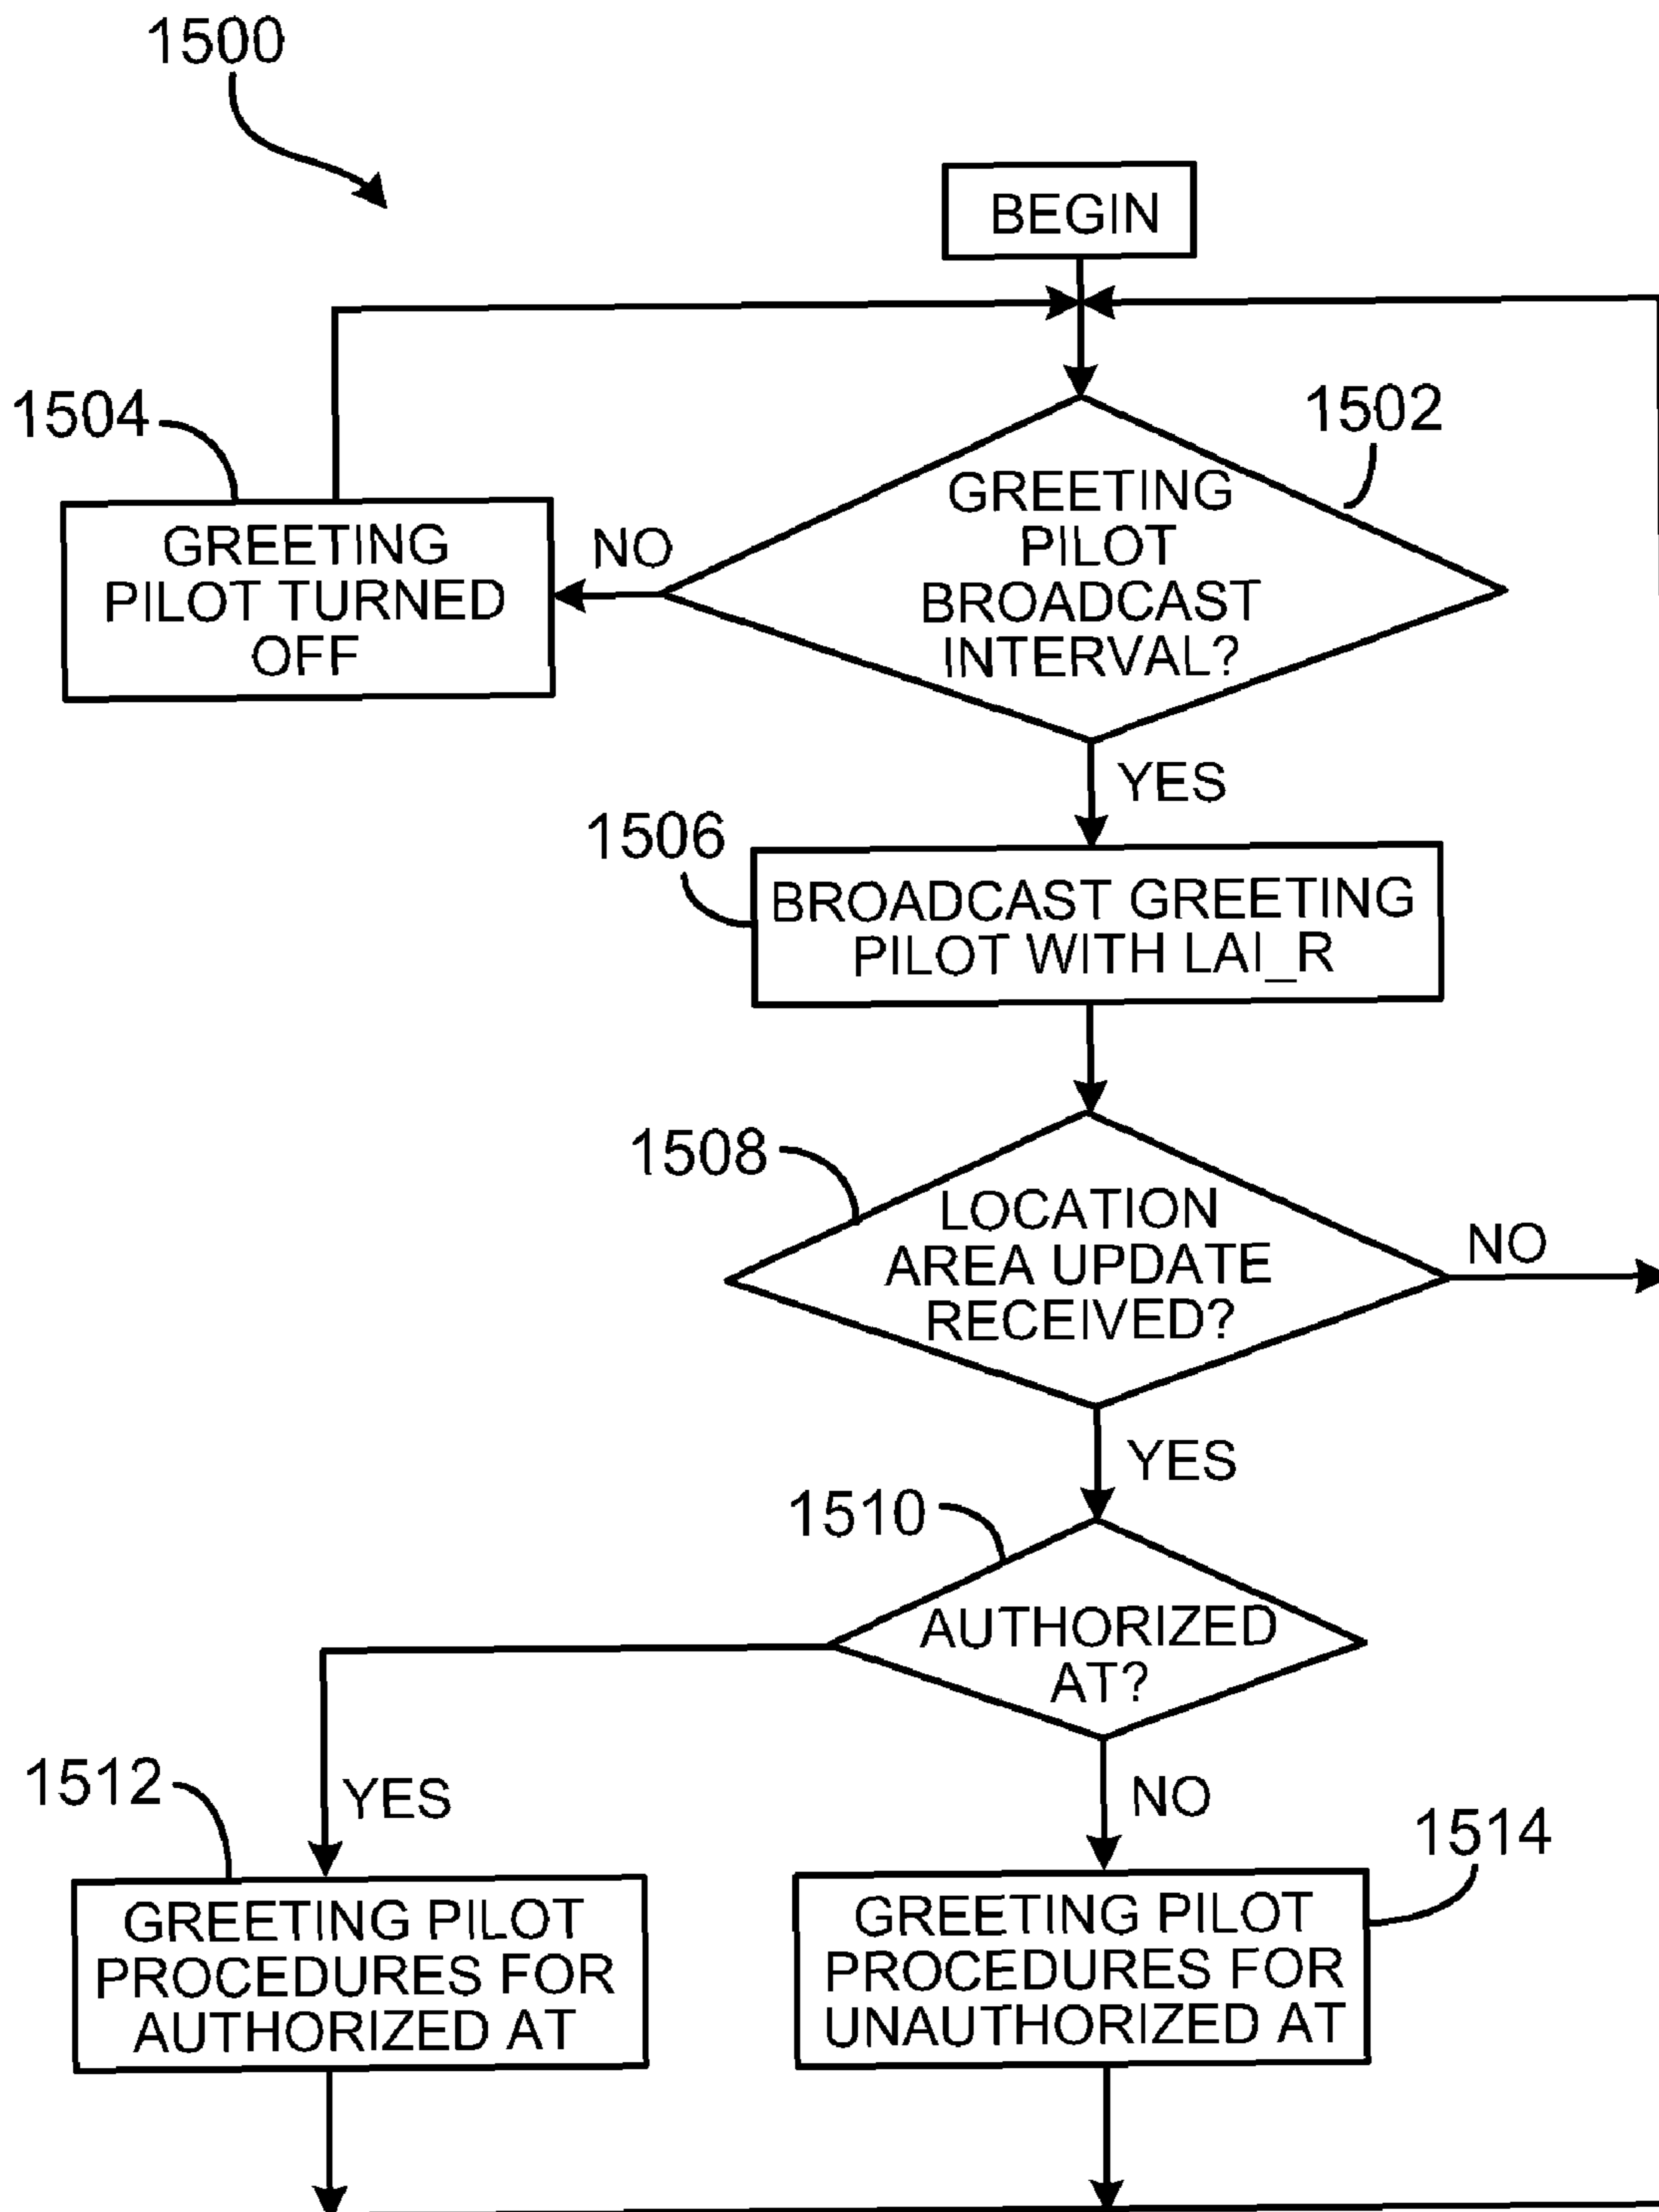 1500
BEGIN
1504
1502
GREETING
PILOT
BROADCAST
INTERVAL?
NO
GREETING
PILOT TURNED
OFF
YES
1506
BROADCAST GREETING
PILOT WITH LAI_R
1508
LOCATION
AREA UPDATE
RECEIVED?
NO
YES
1510
AUTHORIZED
AT?
1512
YES
NO
1514
GREETING PILOT
PROCEDURES FOR
AUTHORIZED AT
GREETING PILOT
PROCEDURES FOR
UNAUTHORIZED AT